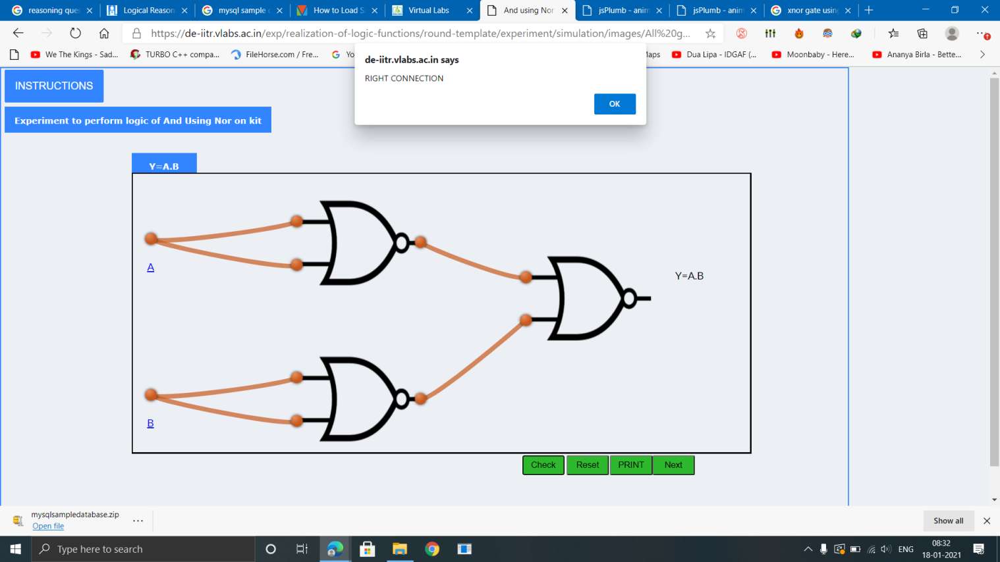 reasoning ques
Logical Reason
mysql sample
How to Load S
Virtual Labs
And using Nor
jsPlumb - anim
jsPlumb - anim
xnor gate using
https://de-iitr.vlabs.ac.in/exp/realization-of-logic-functions/round-template/experiment/simulation/images/All%20g...
We The Kings - Sad...
TURBO C++ compa...
FileHorse.com / Fre...
Yo
laps
Dua Lipa - IDGAF (...
Moonbaby - Here...
Ananya Birla - Bette...
de-iitr.vlabs.ac.in says
RIGHT CONNECTION
OK
INSTRUCTIONS
Experiment to perform logic of And Using Nor on kit
Y=A.B
A
Y=A.B
B
Check
Reset
PRINT
Next
mysqlsampledatabase.zip
Open file
Show all
Type here to search
ENG
08:32
18-01-2021